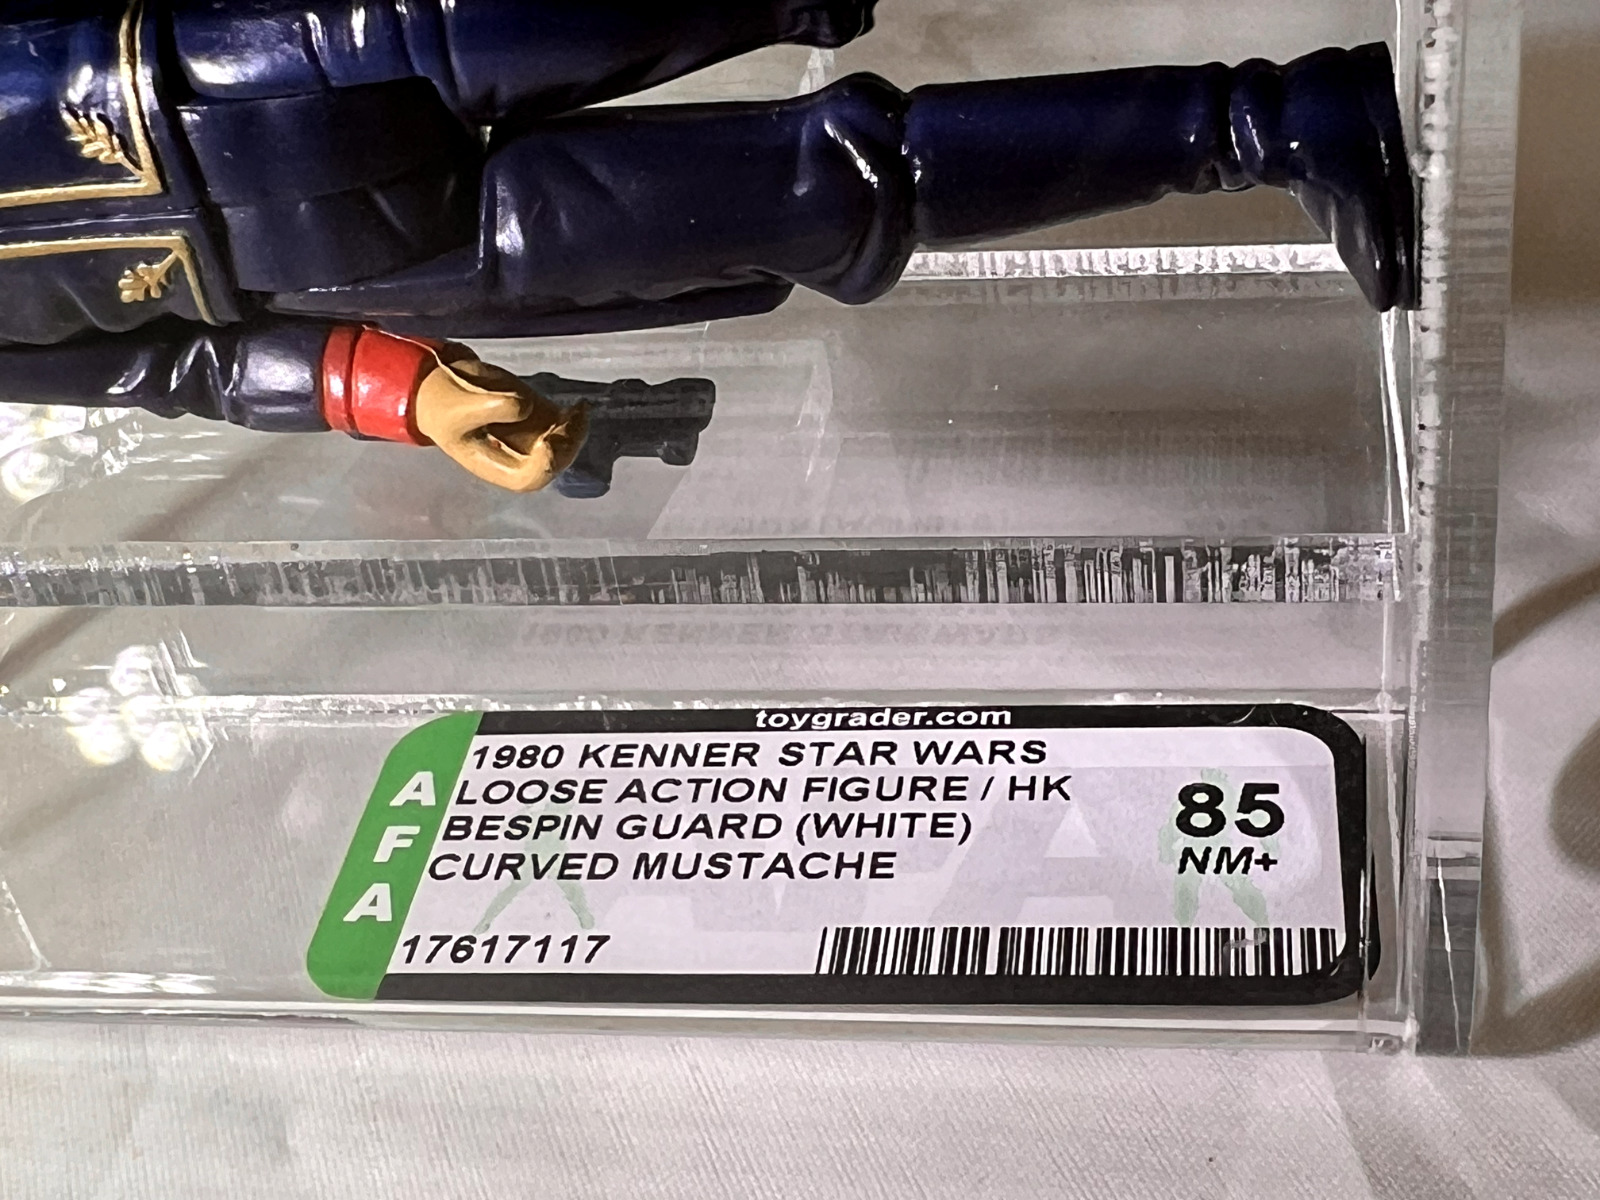 toygrader.com
AFA
1980 KENNER STAR WARS
LOOSE ACTION FIGURE / HK
BESPIN GUARD (WHITE)
CURVED MUSTACHE
85
NM+
17617117